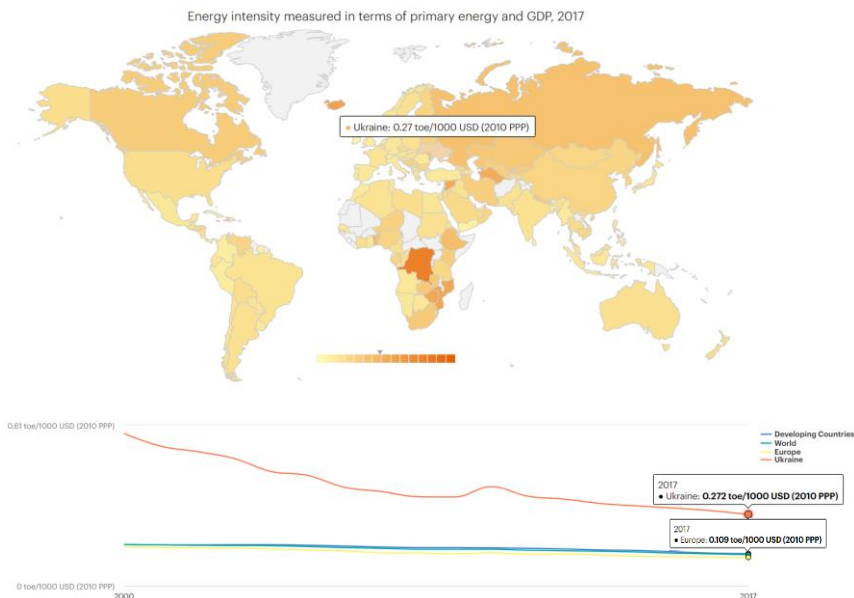 Energy intensity measured in terms of primary energy and GDP, 2017
Ukraine: 0.27 toe/1000 USD (2010 PPP)
0.61 toe/1000 USD (2010 PPP)
Developing Countries
World
Europe
Ukraine
2017
● Ukraine: 0.272 toe/1000 USD (2010 PPP)
2017
● Europe: 0.109 toe/1000 USD (2010 PPP)
0 toe/1000 USD (2010 PPP)
2000
2017